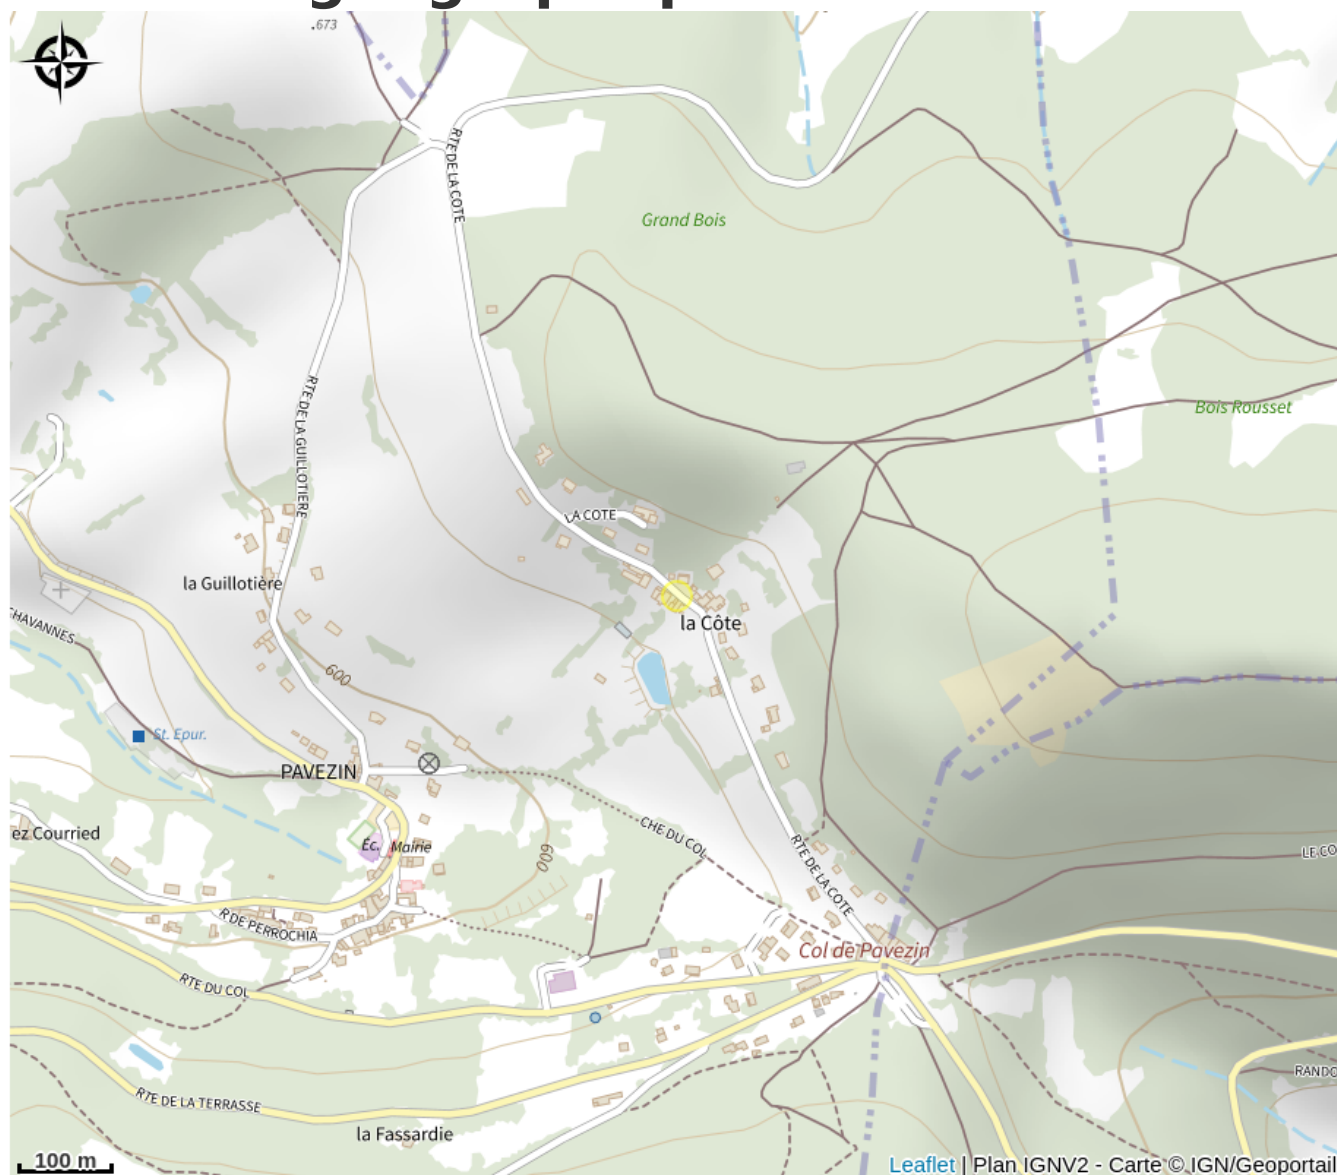 .673
RTE DE LA COTE
Grand Bois
RTE DE LA GUILLOTIERE
Bois Rousset
LA COTE
la Guillotière
la Côte
CHAVANNES
600
St. Epur.
PAVEZIN
CHE DU COL
ez Courried
Éc.
Mairie
600
RTE DE LA COTE
LE CO
R DE PERROCHIA
Col de Pavezin
RTE DU COL
RANDO
RTE DE LA TERRASSE
la Fassardie
100 m
Leaflet | Plan IGNV2 - Carte © IGN/Geoportail